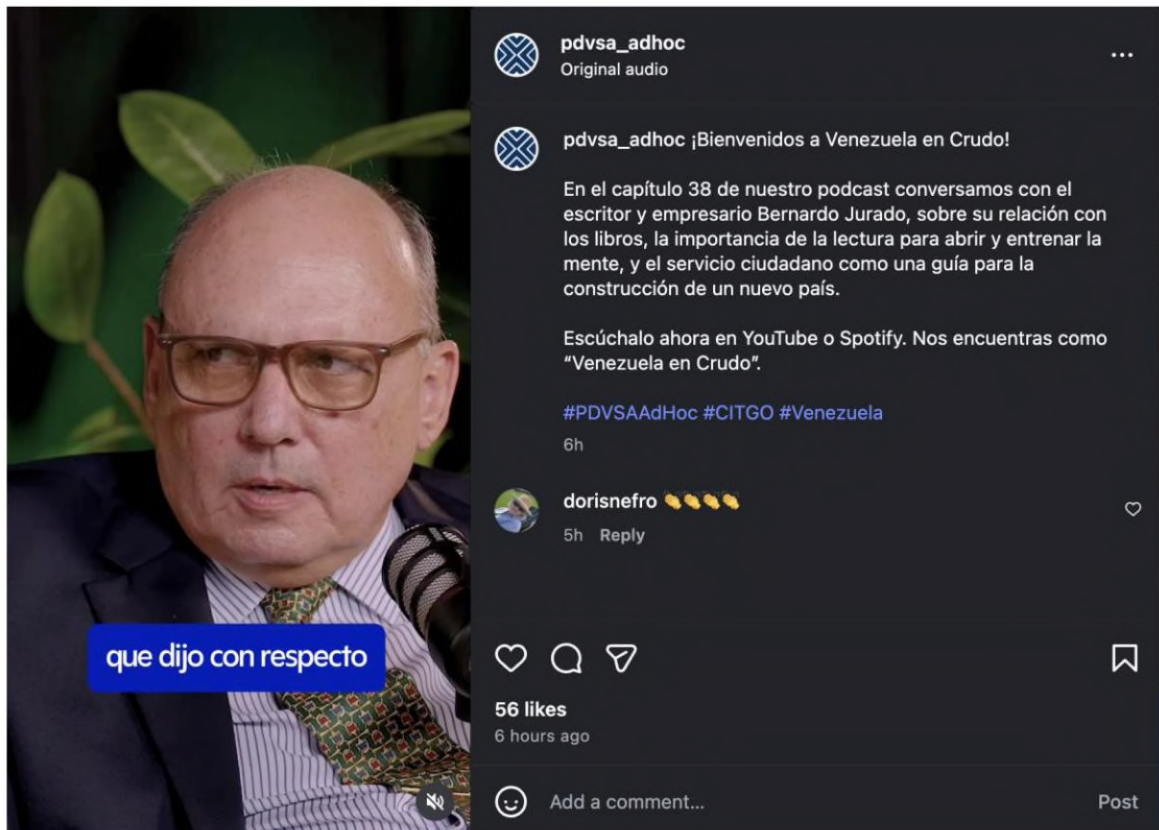 que dijo con respecto
pdvsa_adhoc
Original audio
pdvsa_adhoc ¡Bienvenidos a Venezuela en Crudo!
En el capítulo 38 de nuestro podcast conversamos con el
escritor y empresario Bernardo Jurado, sobre su relación con
los libros, la importancia de la lectura para abrir y entrenar la
mente, y el servicio ciudadano como una guía para la
construcción de un nuevo país.
Escúchalo ahora en YouTube o Spotify. Nos encuentras como
“Venezuela en Crudo”.
#PDVSAAdHoc #CITGO #Venezuela
6h
dorisnefro 👏👏👏👏
5h Reply
56 likes
6 hours ago
Add a comment...
Post